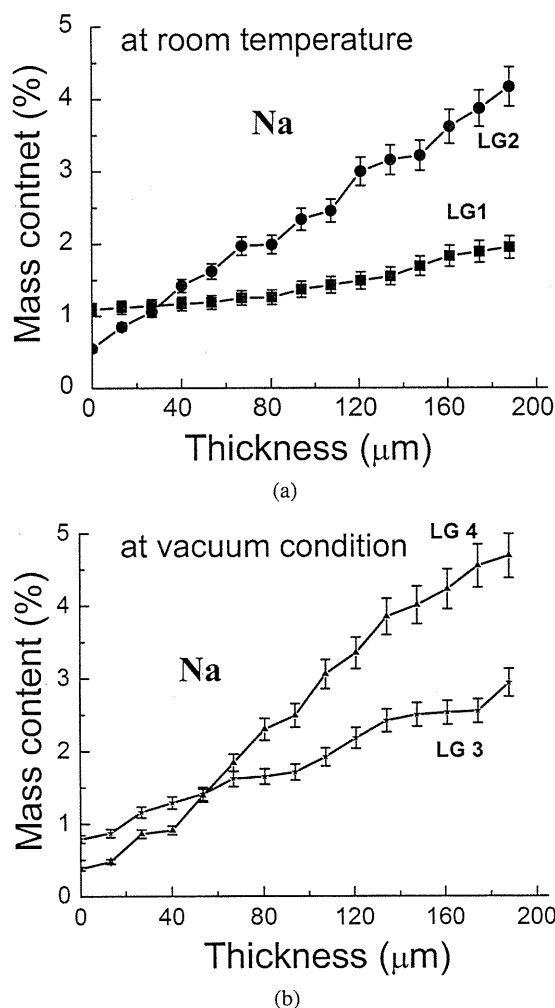 5
at room temperature
4
Na
LG2
3
LG1
2
1
0
Mass contnet (%)
0 40 80 120 160 200
Thickness (μm)
(a)
LG 4
5
at vacuum condition
4
Na
3
LG 3
2
1
0
Mass content (%)
0 40 80 120 160 200
Thickness (μm)
(b)